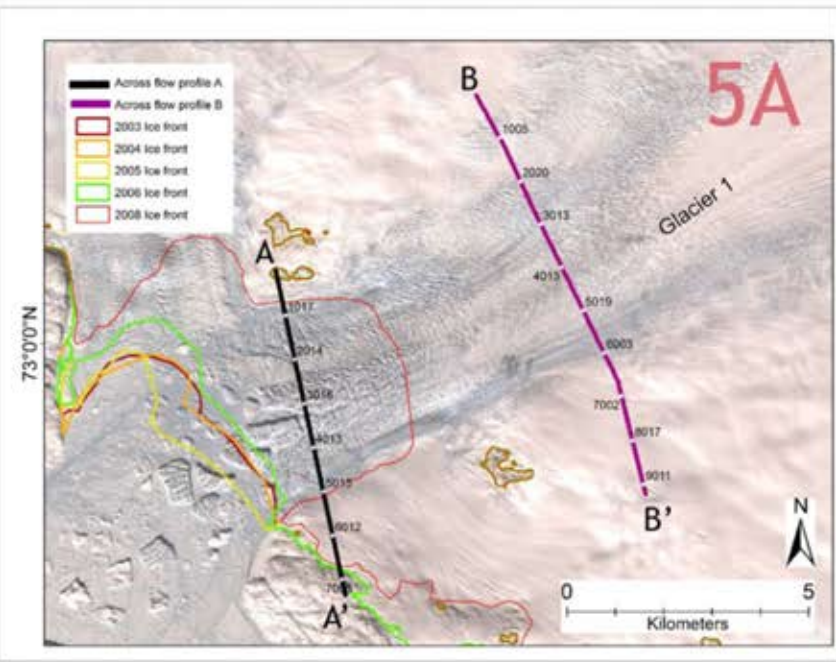 5A
Across flow profile A
Across flow profile B
2003 Ice front
2004 Ice front
2005 Ice front
2006 Ice front
2008 Ice front
B
1005
2020
3013
4013
5019
6003
7002
8017
9011
B'
Glacier 1
A
1017
2014
3016
4013
5015
6012
A'
73°0'0"N
N
0
5
Kilometers